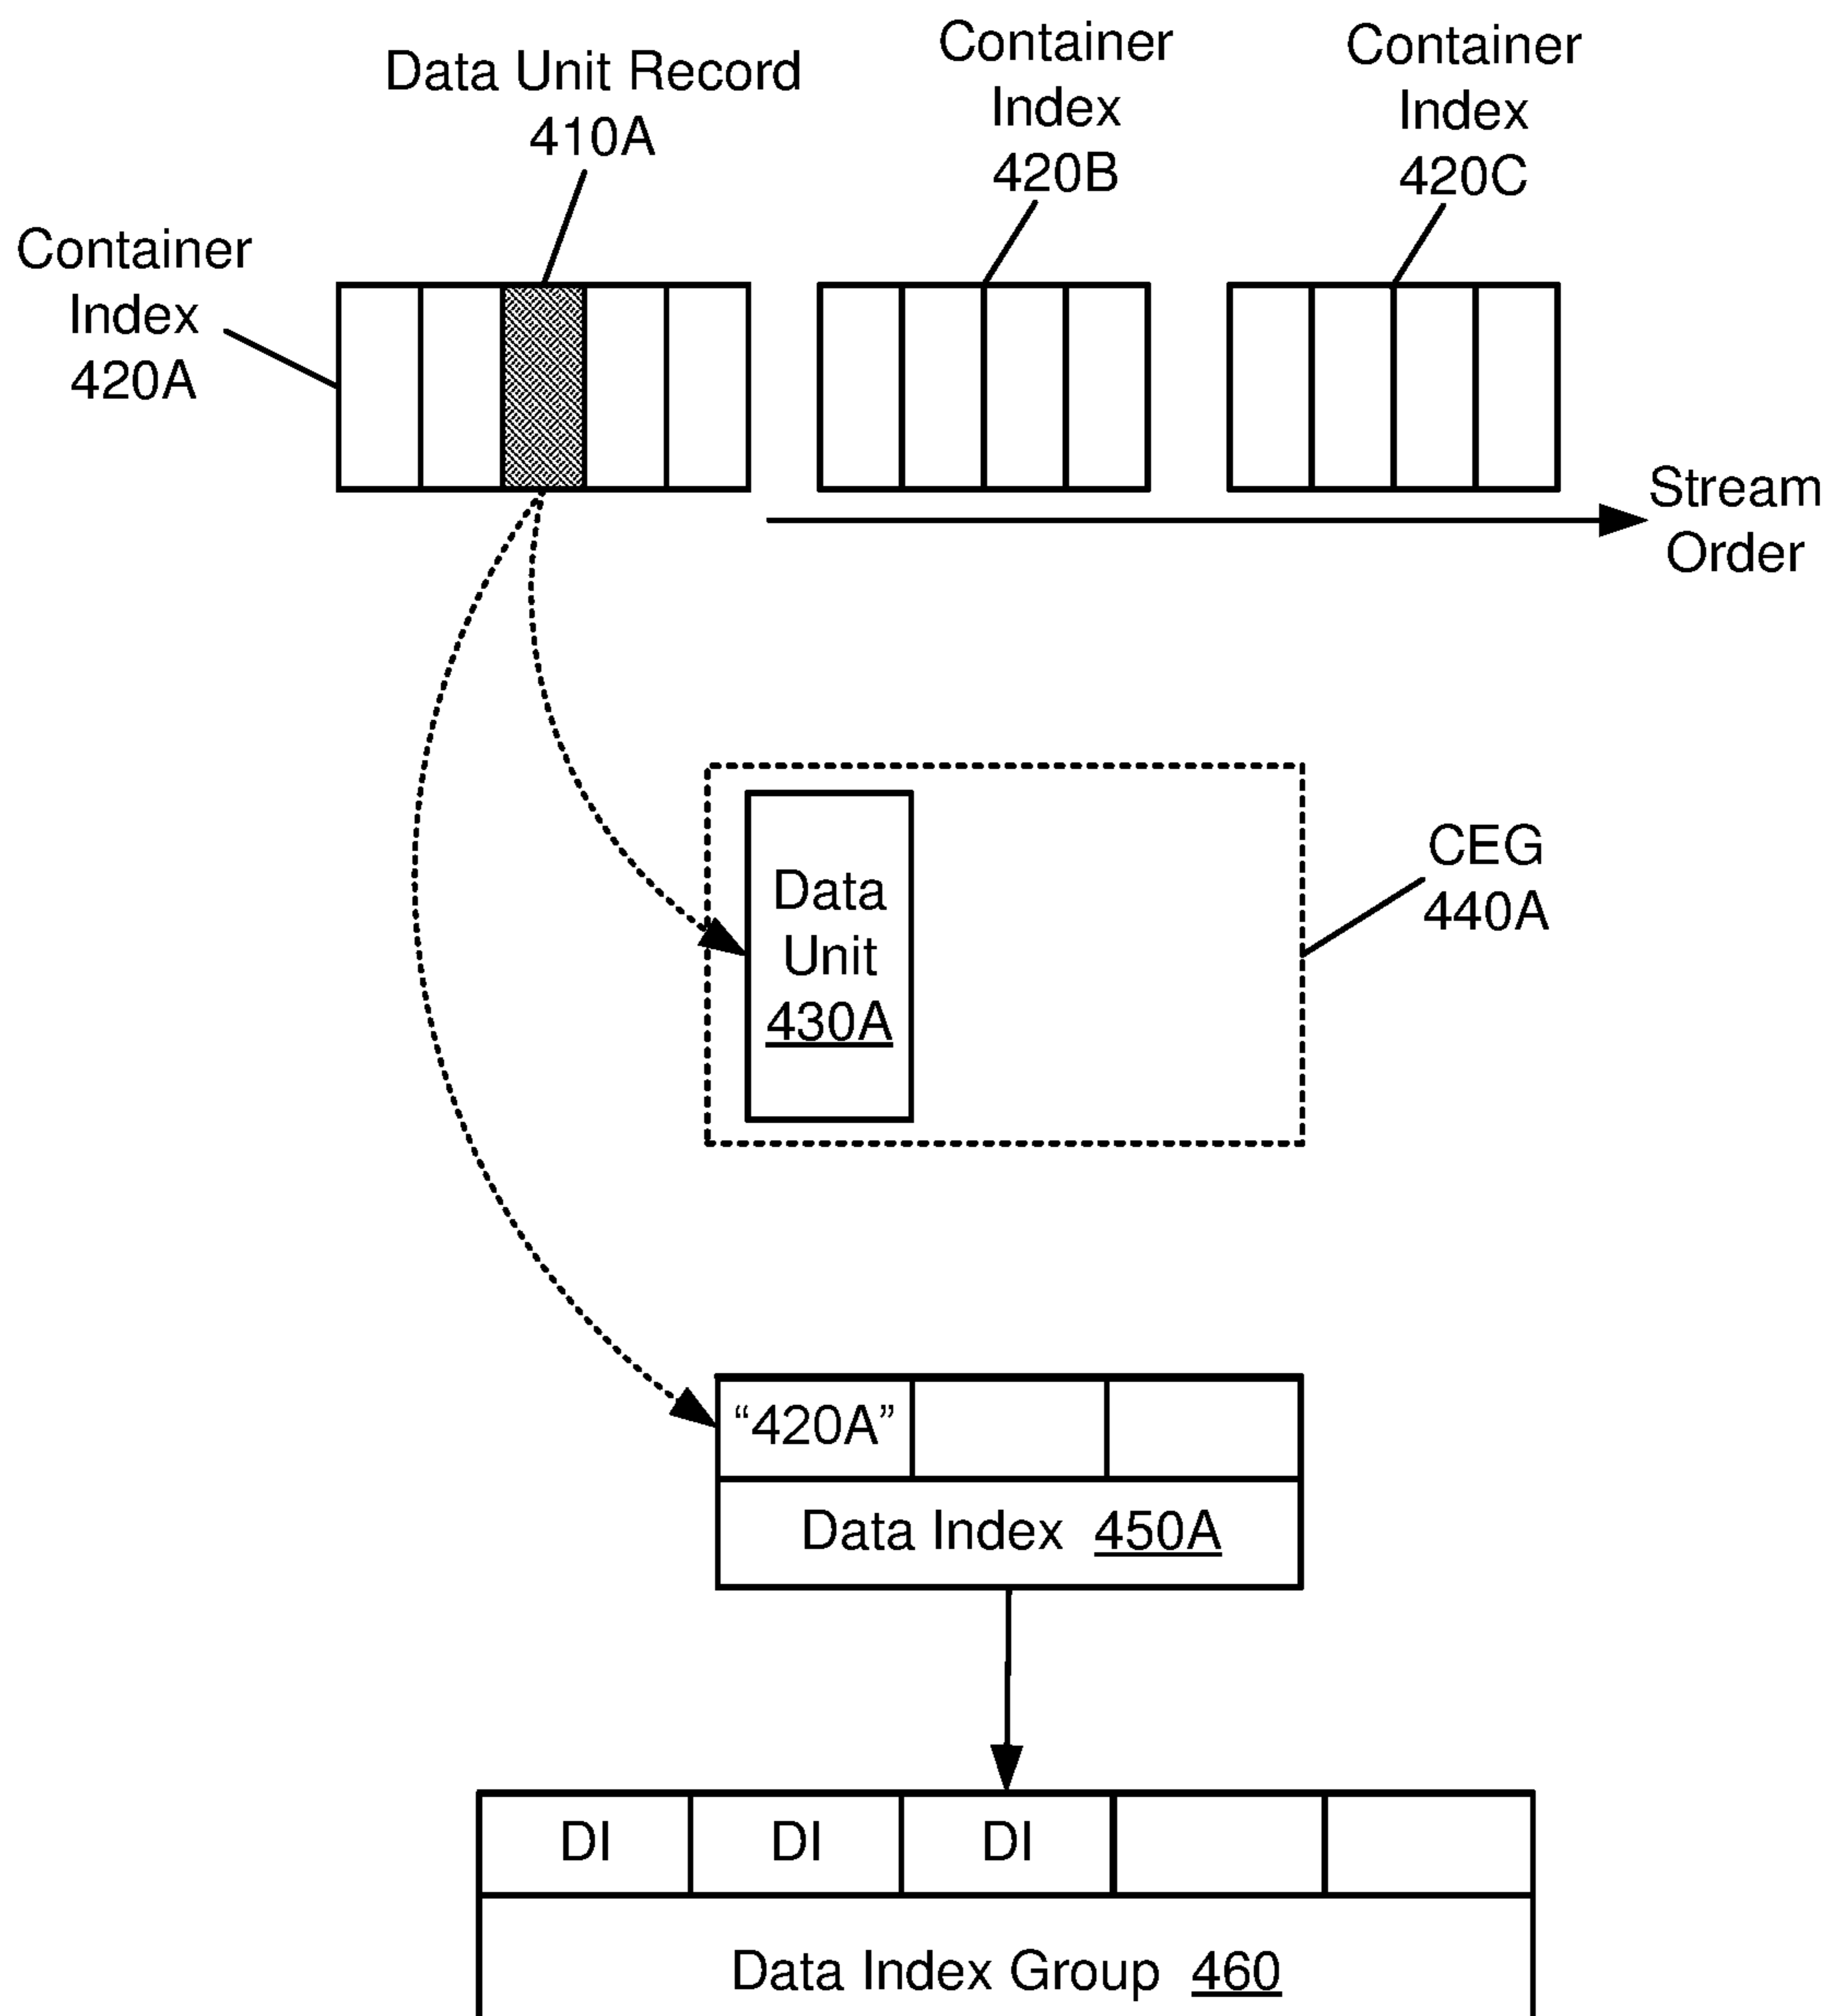 Data Unit Record
410A
Container
Index
420B
Container
Index
420C
Container
Index
420A
Stream
Order
Data
Unit
430A
CEG
440A
“420A”
Data Index 450A
DI DI DI
Data Index Group 460